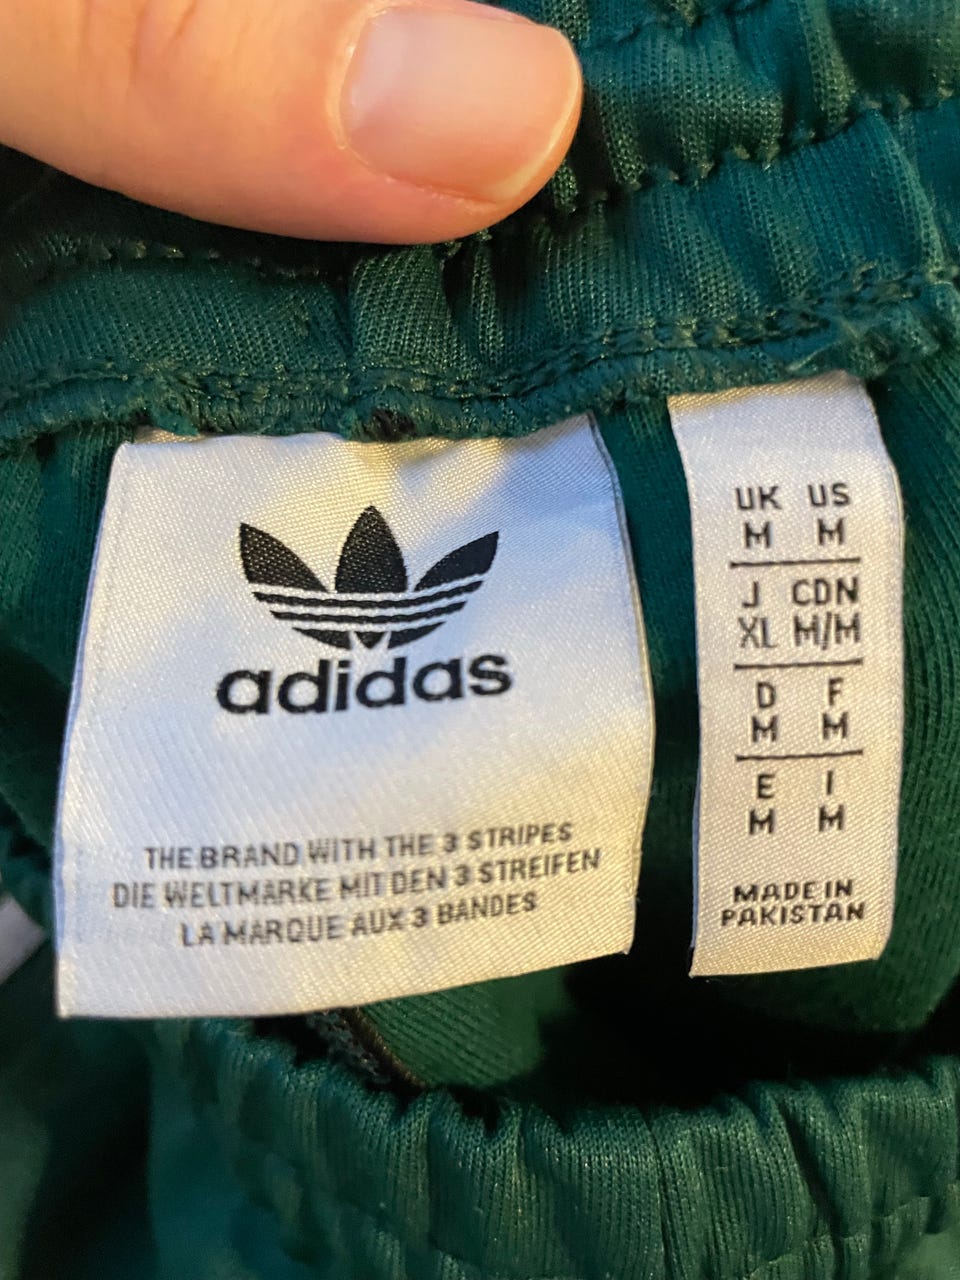 adidas
THE BRAND WITH THE 3 STRIPES
DIE WELTMARKE MIT DEN 3 STREIFEN
LA MARQUE AUX 3 BANDES
UK US
M M
J CDN
XL M/M
D F
M M
E I
M M
MADE IN
PAKISTAN